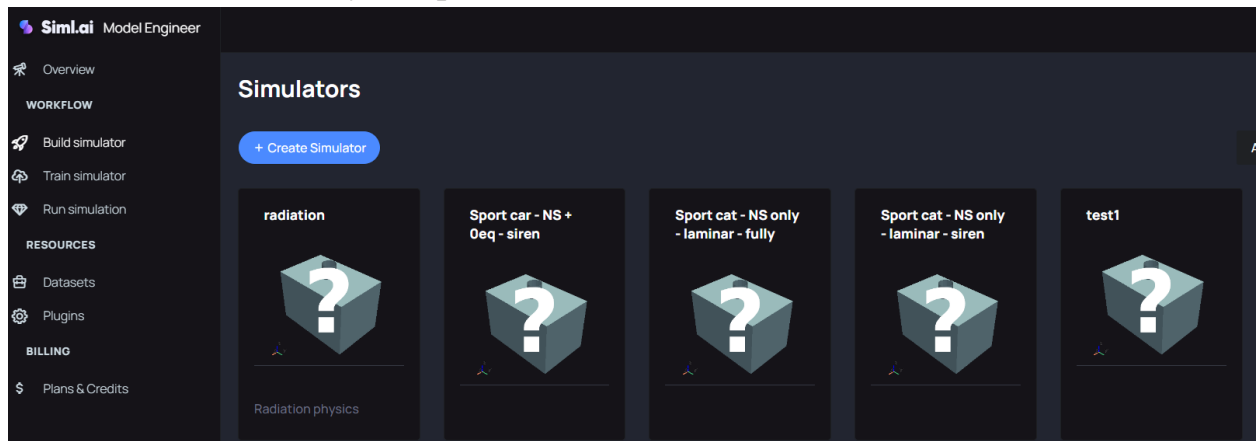 Siml.ai Model Engineer
Overview
WORKFLOW
Build simulator
Train simulator
Run simulation
RESOURCES
Datasets
Plugins
BILLING
$ Plans & Credits
Simulators
+ Create Simulator
A
radiation
?
Radiation physics
Sport car - NS +
0eq - siren
?
Sport cat - NS only
- laminar - fully
?
Sport cat - NS only
- laminar - siren
?
test1
?